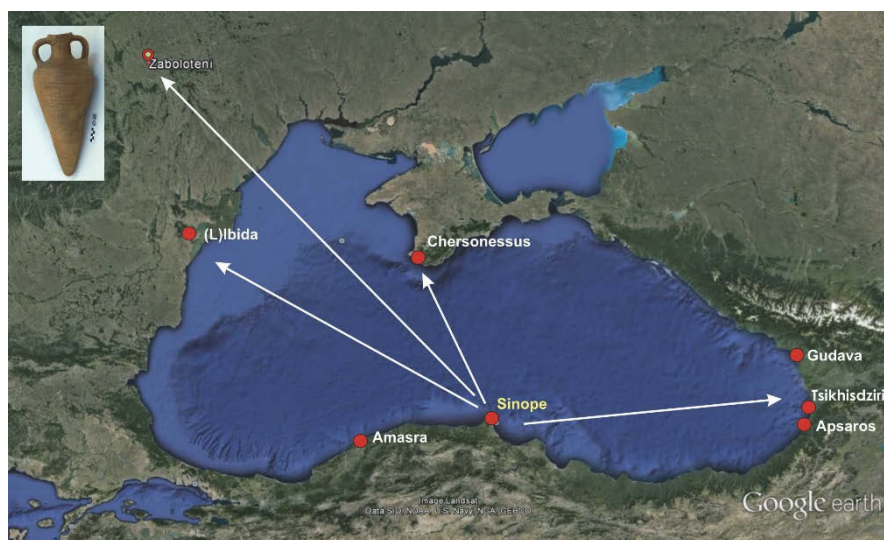 Zaboloteni
(L)Ibida
Chersonessus
Gudava
Tsikhisdziri
Sinope
Apsaros
Amasra
Image Landsat
Data SIO, NOAA, U.S. Navy, NGA, GEBCO
Google earth